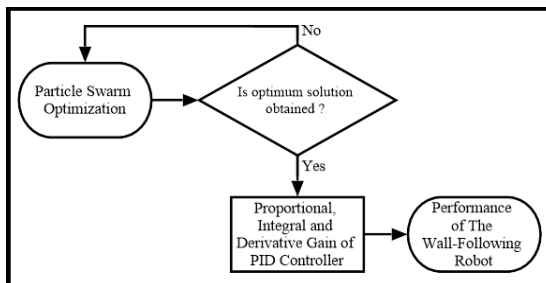 No
Particle Swarm
Optimization
Is optimum solution
obtained ?
Yes
Proportional,
Integral and
Derivative Gain of
PID Controller
Performance
of The
Wall-Following
Robot